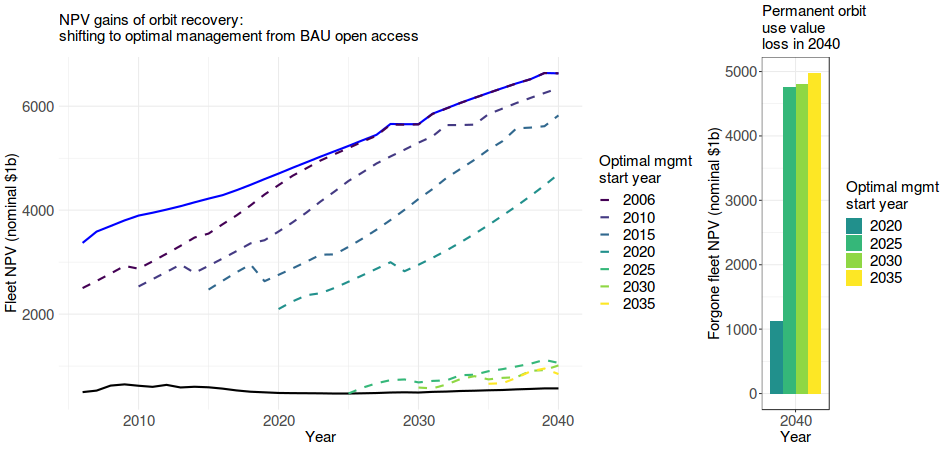 NPV gains of orbit recovery:
shifting to optimal management from BAU open access
Fleet NPV (nominal $1b)
6000
4000
2000
2010
2020
2030
2040
Year
Optimal mgmt
start year
2006
2010
2015
2020
2025
2030
2035
Permanent orbit
use value
loss in 2040
Forgone fleet NPV (nominal $1b)
5000
4000
3000
2000
1000
0
2040
Year
Optimal mgmt
start year
2020
2025
2030
2035